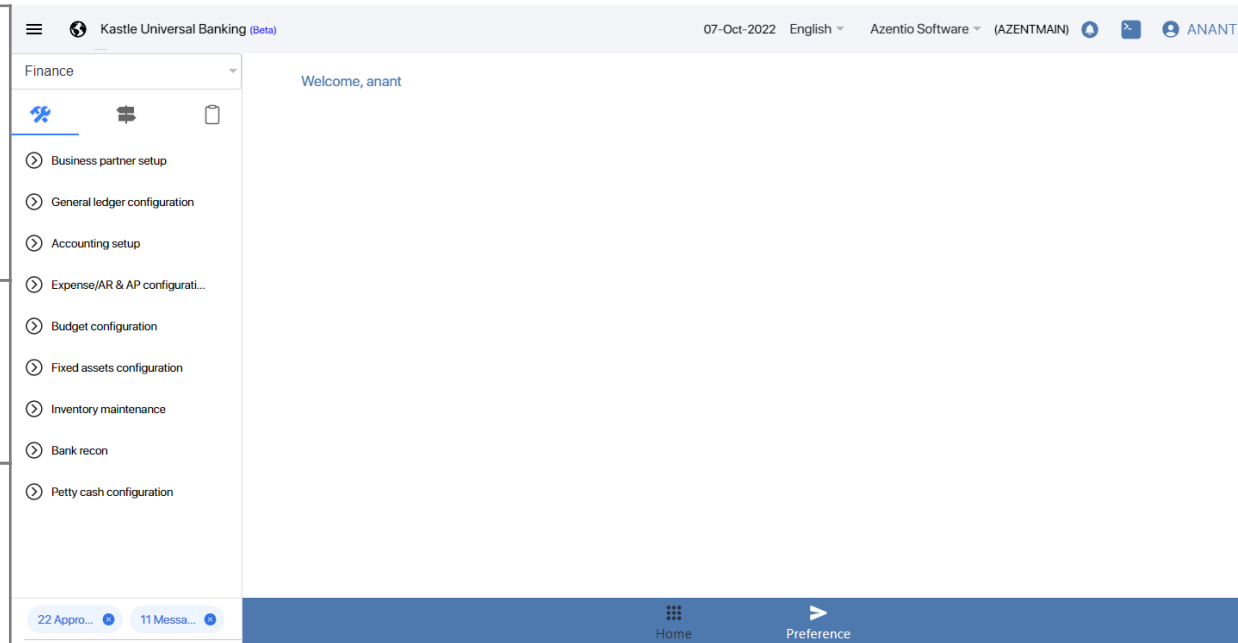 Kastle Universal Banking (Beta) 07-Oct-2022 English Azentio Software (AZENTMAIN) ANANT
Finance
Welcome, anant
Business partner setup
General ledger configuration
Accounting setup
Expense/AR & AP configurati...
Budget configuration
Fixed assets configuration
Inventory maintenance
Bank recon
Petty cash configuration
22 Appro... 11 Messa...
Home Preference